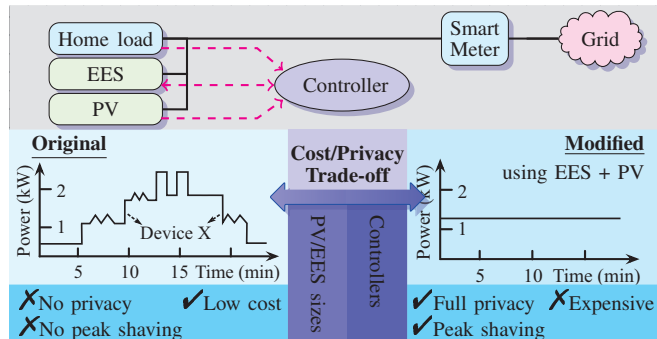 Home load
EES
PV
Controller
Smart
Meter
Grid
Original
Power (kW)
2
1
Device X
5
10
15
Time (min)
✗No privacy
✓Low cost
✗No peak shaving
Cost/Privacy
Trade-off
PV/EES sizes
Controllers
Modified
using EES + PV
Power (kW)
2
1
5
10
Time (min)
✓Full privacy
✗Expensive
✓Peak shaving